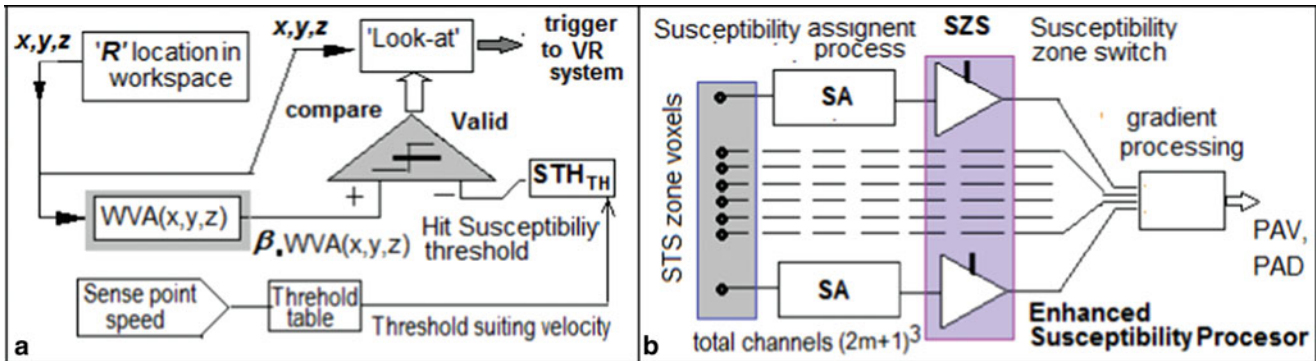 x,y,z
'R' location in
workspace
x,y,z
'Look-at'
trigger
to VR
system
compare
Valid
+
−
STH TH
WVA(x,y,z)
β.WVA(x,y,z)
Hit Susceptibiliy
threshold
Sense point
speed
Threhold
table
Threshold suiting velocity
a
Susceptibility assignent
process
SZS
Susceptibility
zone switch
STS zone voxels
SA
gradient
processing
SA
PAV,
PAD
Enhanced
Susceptibility Procesor
total channels (2m+1)³
b